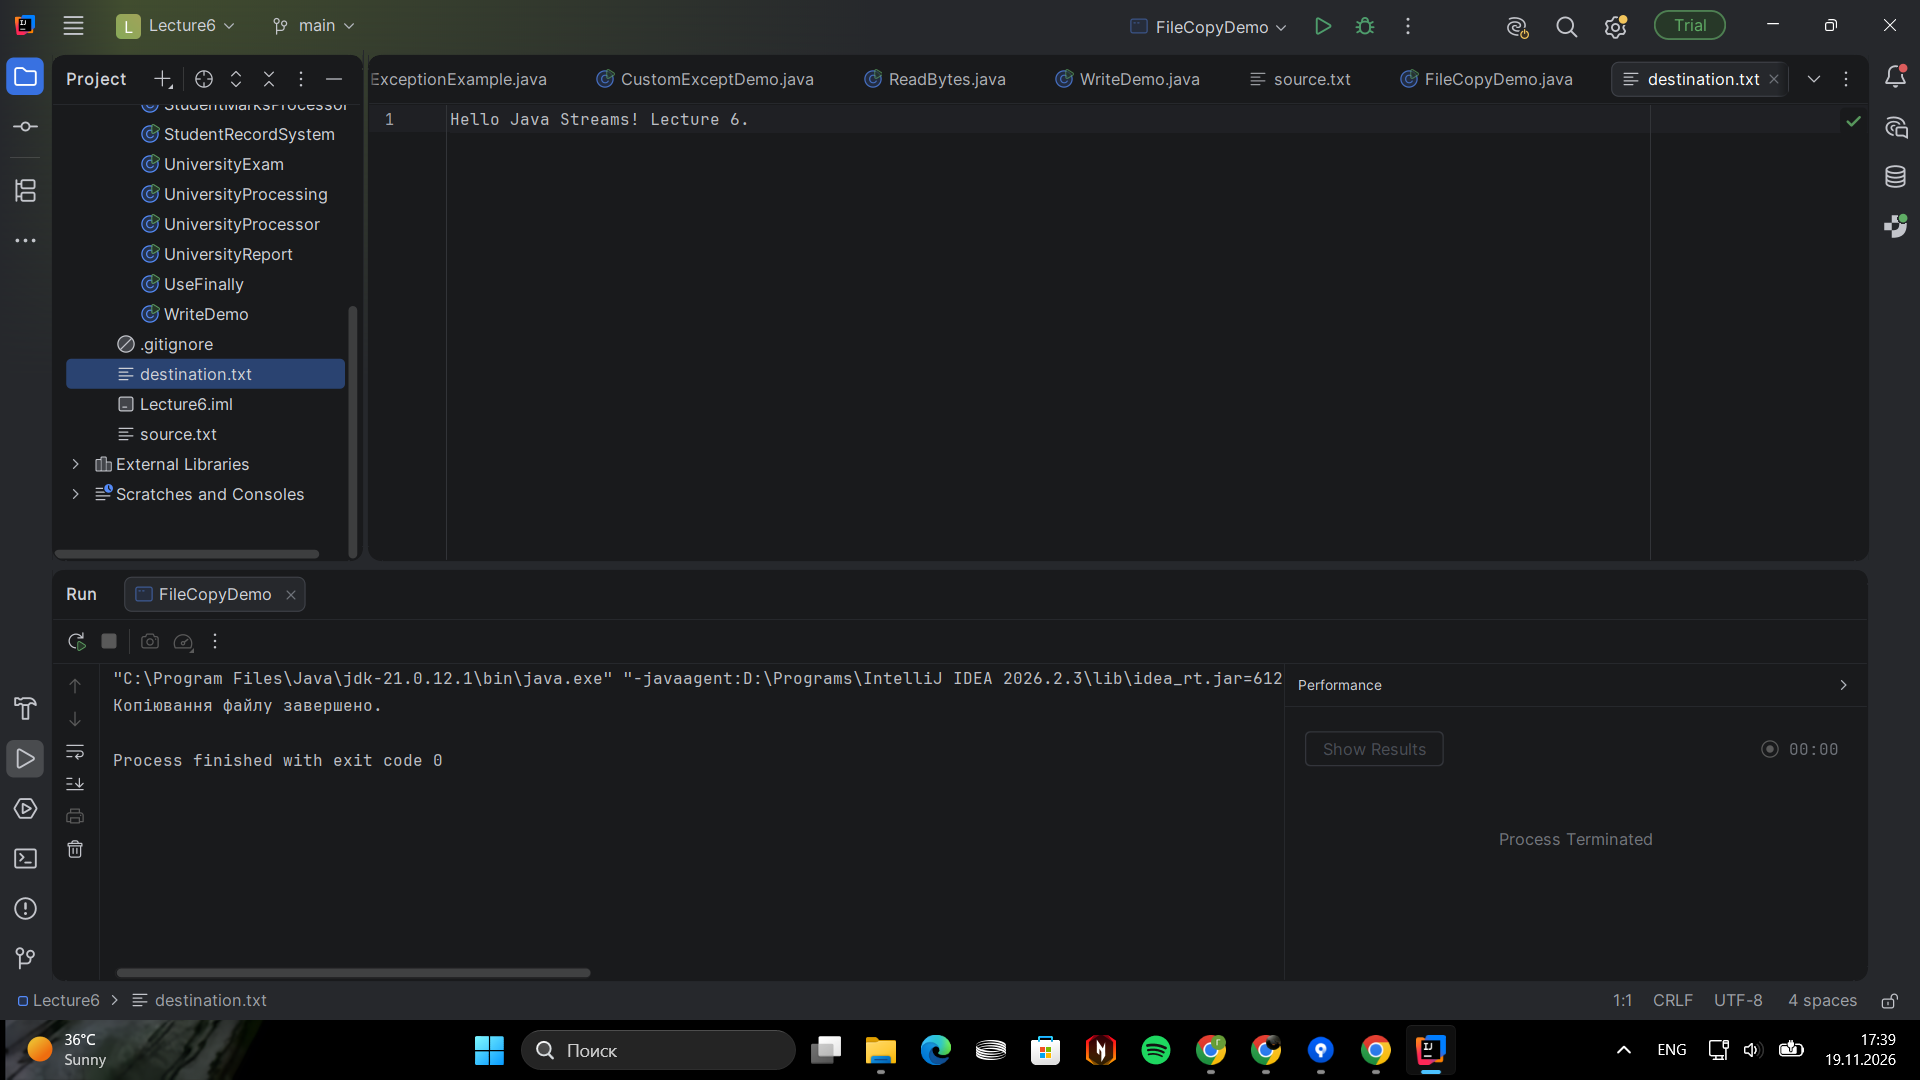 L Lecture6 main FileCopyDemo Trial
Project ExceptionExample.java CustomExceptDemo.java ReadBytes.java WriteDemo.java source.txt FileCopyDemo.java destination.txt
StudentMarksProcessor
1 Hello Java Streams! Lecture 6.
StudentRecordSystem
UniversityExam
UniversityProcessing
UniversityProcessor
UniversityReport
UseFinally
WriteDemo
.gitignore
destination.txt
Lecture6.iml
source.txt
External Libraries
Scratches and Consoles
Run FileCopyDemo
"C:\Program Files\Java\jdk-21.0.12.1\bin\java.exe" "-javaagent:D:\Programs\IntelliJ IDEA 2026.2.3\lib\idea_rt.jar=612
Копіювання файлу завершено.
Process finished with exit code 0
Performance
Show Results 00:00
Process Terminated
Lecture6 destination.txt 1:1 CRLF UTF-8 4 spaces
36°C
Sunny
Поиск
ENG
17:39
19.11.2026